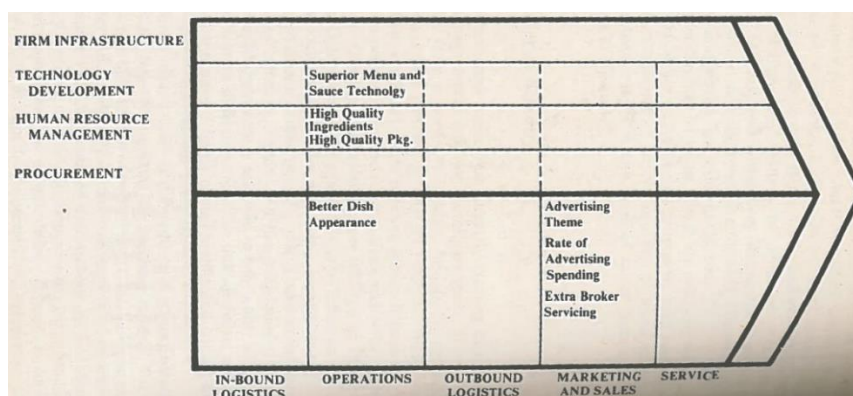 FIRM INFRASTRUCTURE
TECHNOLOGY
DEVELOPMENT
Superior Menu and
Sauce Technolgy
HUMAN RESOURCE
MANAGEMENT
High Quality
Ingredients
High Quality Pkg.
PROCUREMENT
Better Dish
Appearance
Advertising
Theme
Rate of
Advertising
Spending
Extra Broker
Servicing
IN-BOUND
LOGISTICS
OPERATIONS
OUTBOUND
LOGISTICS
MARKETING
AND SALES
SERVICE